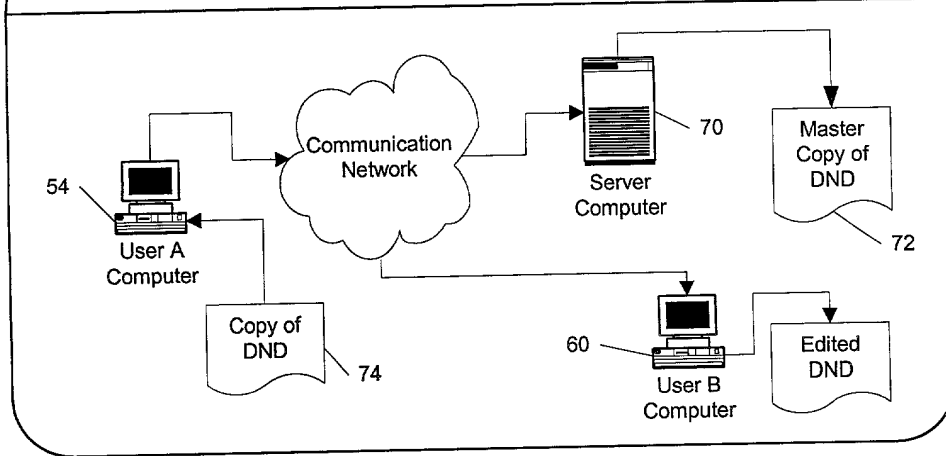 Communication
Network
70
Server
Computer
Master
Copy of
DND
72
54
User A
Computer
Copy of
DND
74
60
User B
Computer
Edited
DND